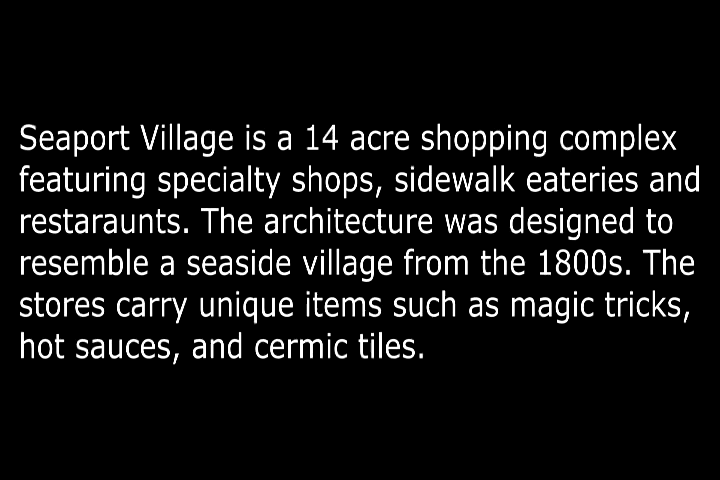 Seaport Village is a 14 acre shopping complex
featuring specialty shops, sidewalk eateries and
restaraunts. The architecture was designed to
resemble a seaside village from the 1800s. The
stores carry unique items such as magic tricks,
hot sauces, and cermic tiles.